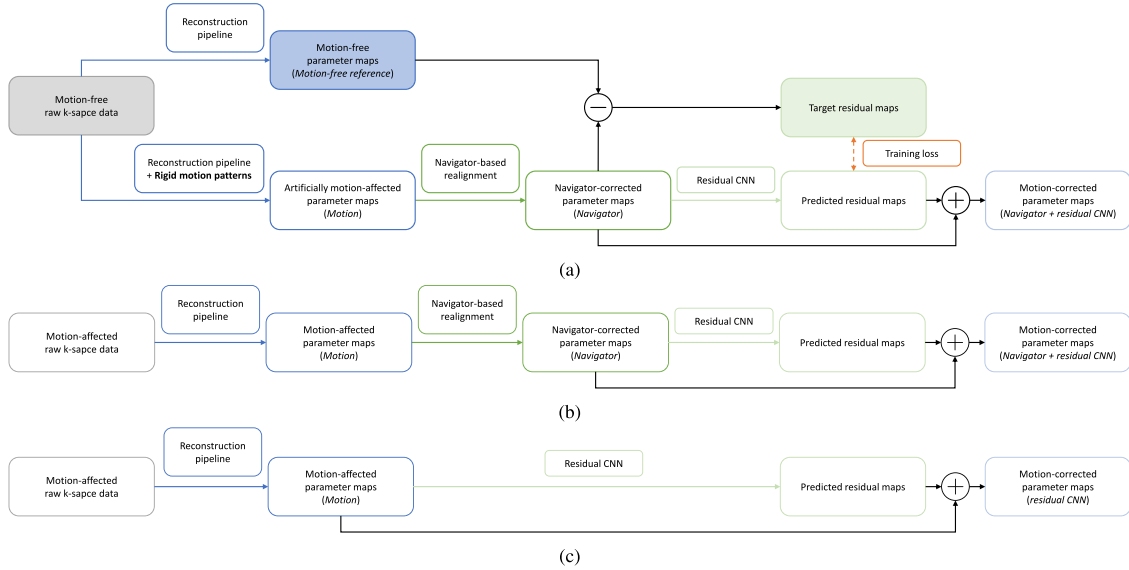 Reconstruction
pipeline
Motion-free
parameter maps
(Motion-free reference)
Motion-free
raw k-sapce data
Target residual maps
Training loss
Reconstruction pipeline
+ Rigid motion patterns
Artificially motion-affected
parameter maps
(Motion)
Navigator-based
realignment
Navigator-corrected
parameter maps
(Navigator)
Residual CNN
Predicted residual maps
Motion-corrected
parameter maps
(Navigator + residual CNN)
(a)
Motion-affected
raw k-sapce data
Reconstruction
pipeline
Motion-affected
parameter maps
(Motion)
Navigator-based
realignment
Navigator-corrected
parameter maps
(Navigator)
Residual CNN
Predicted residual maps
Motion-corrected
parameter maps
(Navigator + residual CNN)
(b)
Motion-affected
raw k-sapce data
Reconstruction
pipeline
Motion-affected
parameter maps
(Motion)
Residual CNN
Predicted residual maps
Motion-corrected
parameter maps
(residual CNN)
(c)